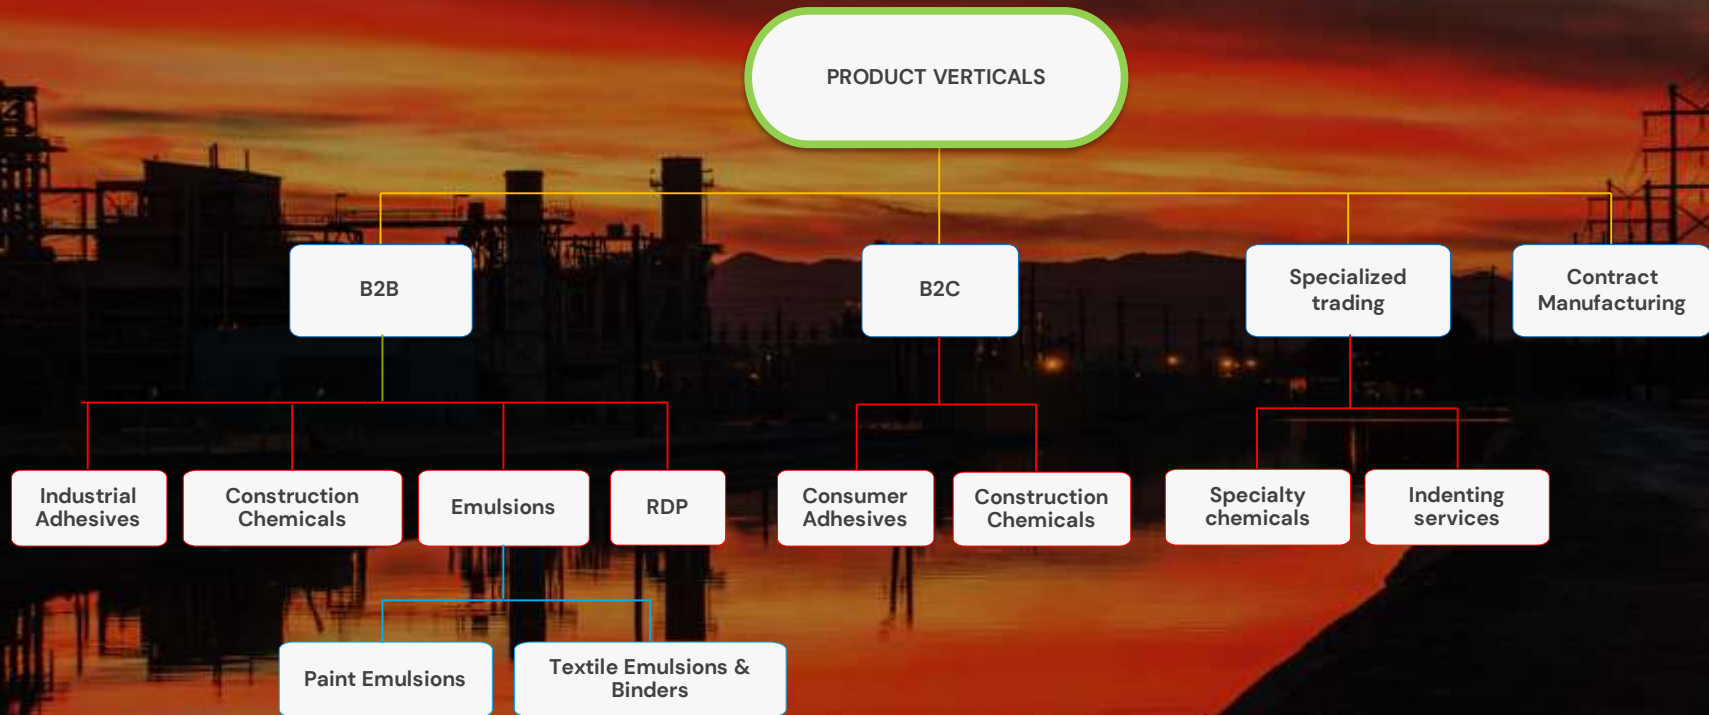 PRODUCT VERTICALS
B2B
B2C
Specialized
trading
Contract
Manufacturing
Industrial
Adhesives
Construction
Chemicals
Emulsions
RDP
Consumer
Adhesives
Construction
Chemicals
Specialty
chemicals
Indenting
services
Paint Emulsions
Textile Emulsions &
Binders